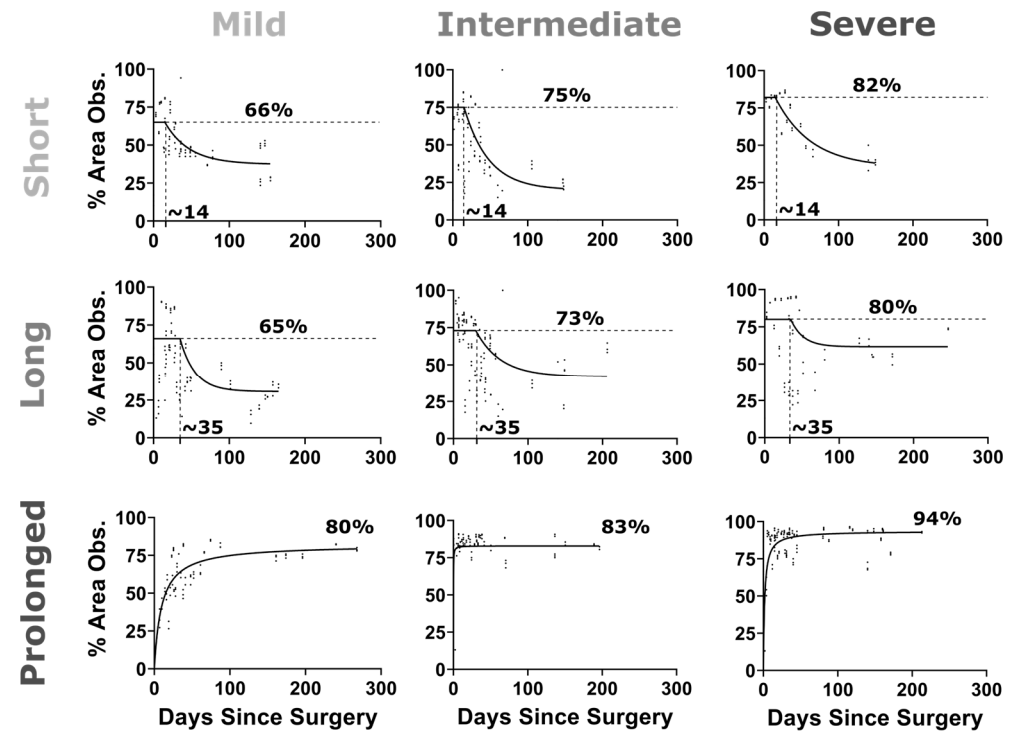 Mild Intermediate Severe
Short
% Area Obs.
100 75 50 25 0
66%
~14
0 100 200 300
100 75 50 25 0
75%
~14
0 100 200 300
100 75 50 25 0
82%
~14
0 100 200 300
Long
% Area Obs.
100 75 50 25 0
65%
~35
0 100 200 300
100 75 50 25 0
73%
~35
0 100 200 300
100 75 50 25 0
80%
~35
0 100 200 300
Prolonged
% Area Obs.
100 75 50 25 0
80%
0 100 200 300
Days Since Surgery
100 75 50 25 0
83%
0 100 200 300
Days Since Surgery
100 75 50 25 0
94%
0 100 200 300
Days Since Surgery